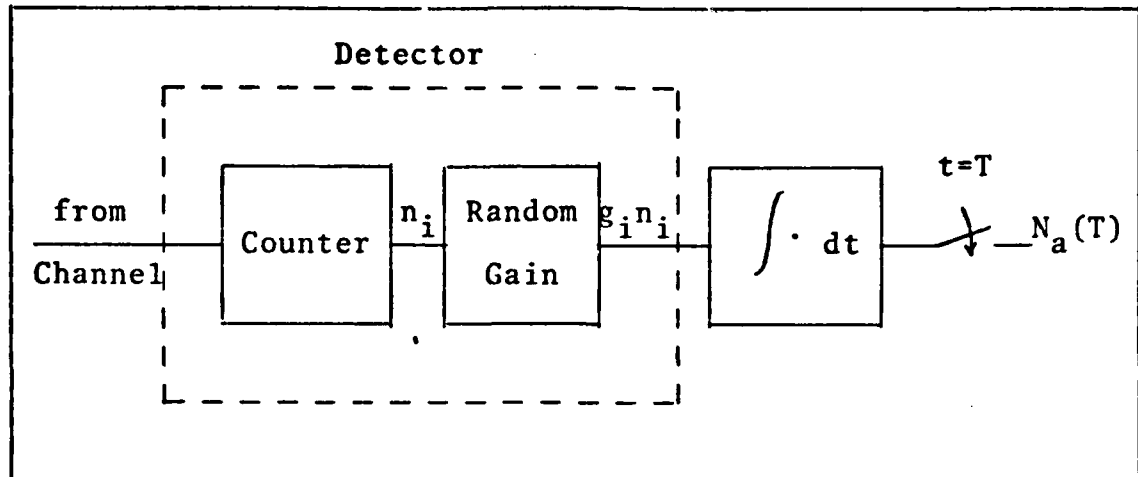 Detector
t=T
from
n_i
Random
g_i n_i
Counter
∫ · dt
N_a(T)
Channel
Gain